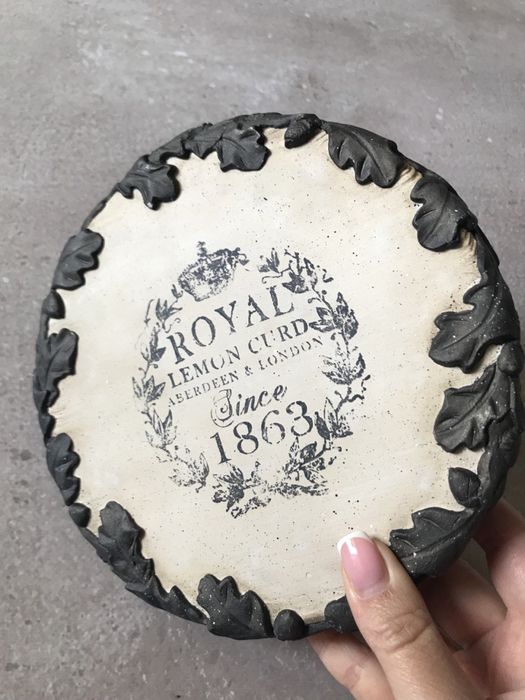 ROYAL
LEMON CURD
ABERDEEN & LONDON
Since
1863